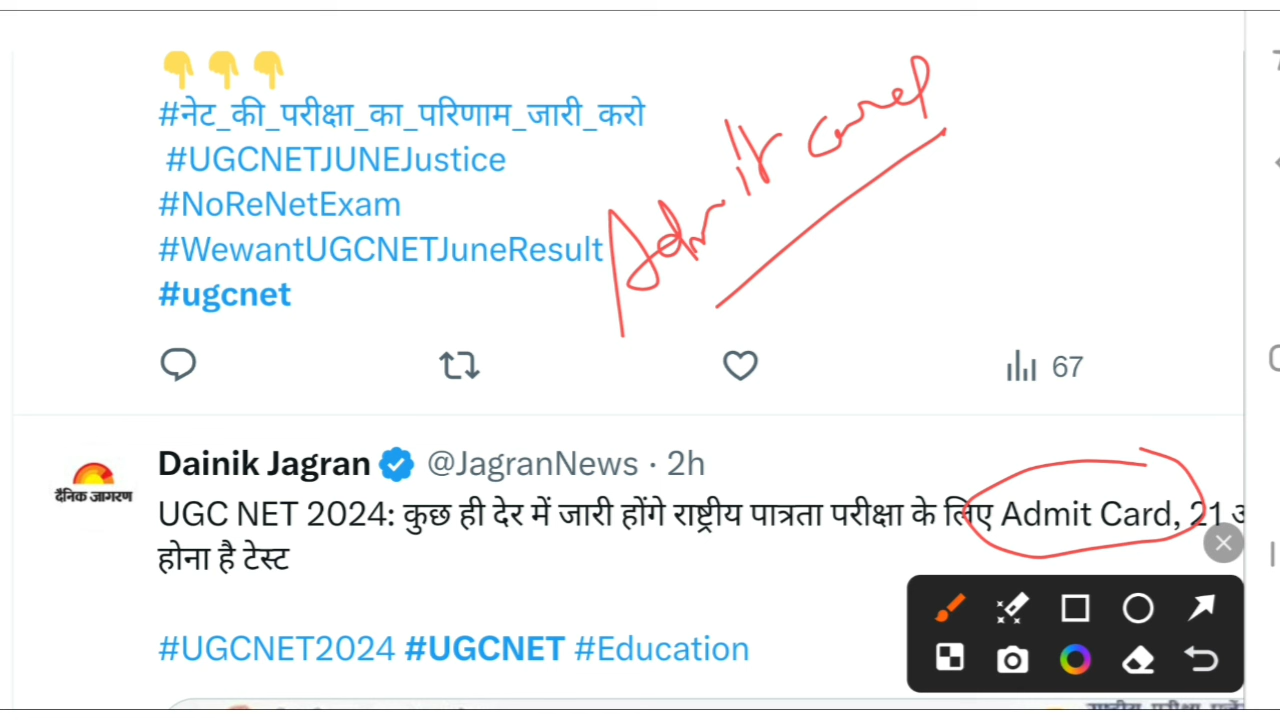 👇 👇 👇
#नेट_की_परीक्षा_का_परिणाम_जारी_करो
#UGCNETJUNEJustice
#NoReNetExam
#WewantUGCNETJuneResult
#ugcnet
Admit card
67
Dainik Jagran @JagranNews · 2h
दैनिक जागरण
UGC NET 2024: कुछ ही देर में जारी होंगे राष्ट्रीय पात्रता परीक्षा के लिए Admit Card, 21
होना है टेस्ट
#UGCNET2024 #UGCNET #Education